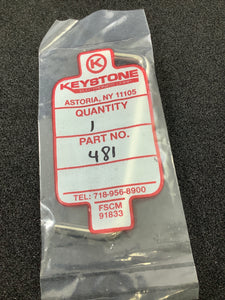 K
KEYSTONE
ASTORIA, NY 11105
QUANTITY
1
PART NO.
481
TEL: 718-956-8900
FSCM
91833